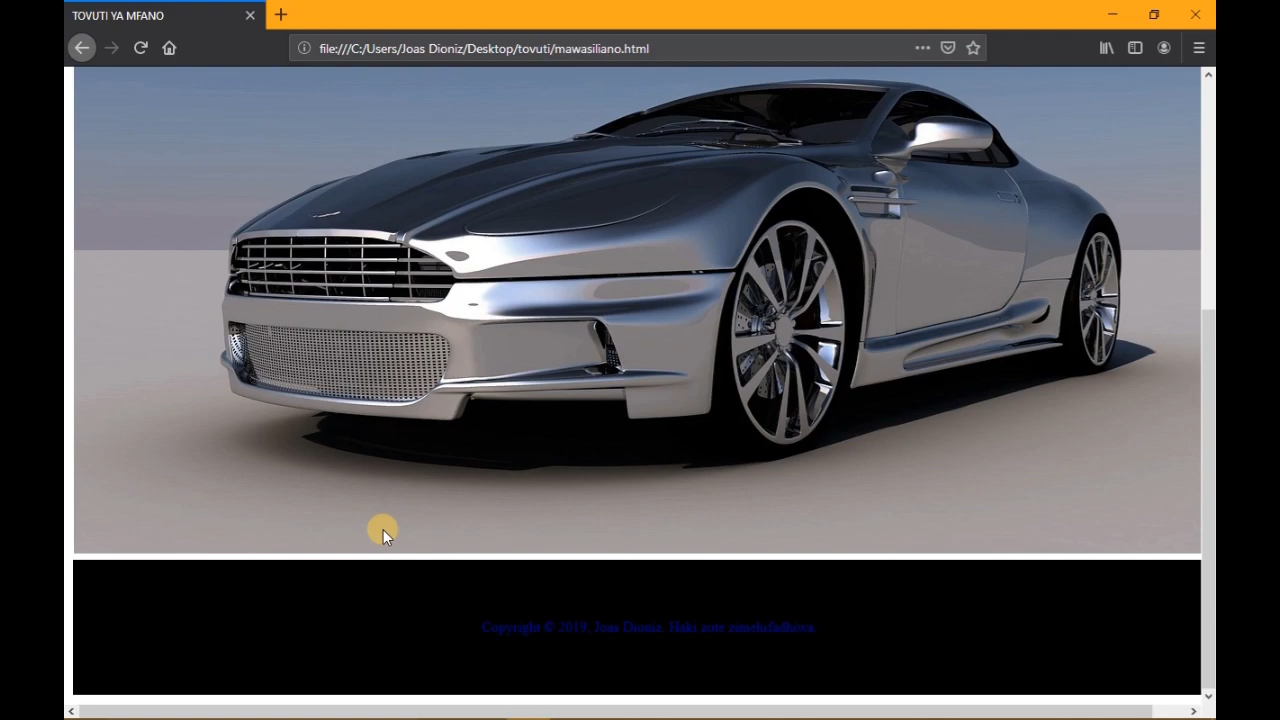 TOVUTI YA MFANO
file:///C:/Users/Joas Dioniz/Desktop/tovuti/mawasiliano.html
Copyright © 2019. Joas Dioniz. Haki zote zimehifadhiwa.